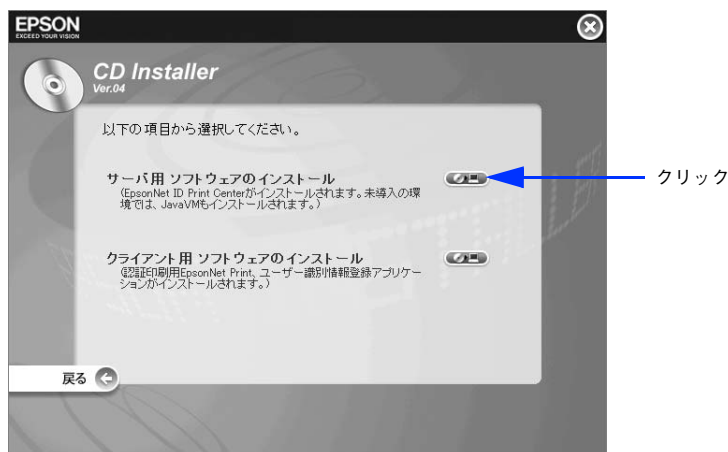 EPSON
EXCEED YOUR VISION
CD Installer
Ver.04
以下の項目から選択してください。
サーバ用 ソフトウェアのインストール
(EpsonNet ID Print Centerがインストールされます。未導入の環
境では、JavaVMもインストールされます。)
クリック
クライアント用 ソフトウェアのインストール
(認証印刷用EpsonNet Print、ユーザー識別情報登録アプリケー
ションがインストールされます。)
戻る